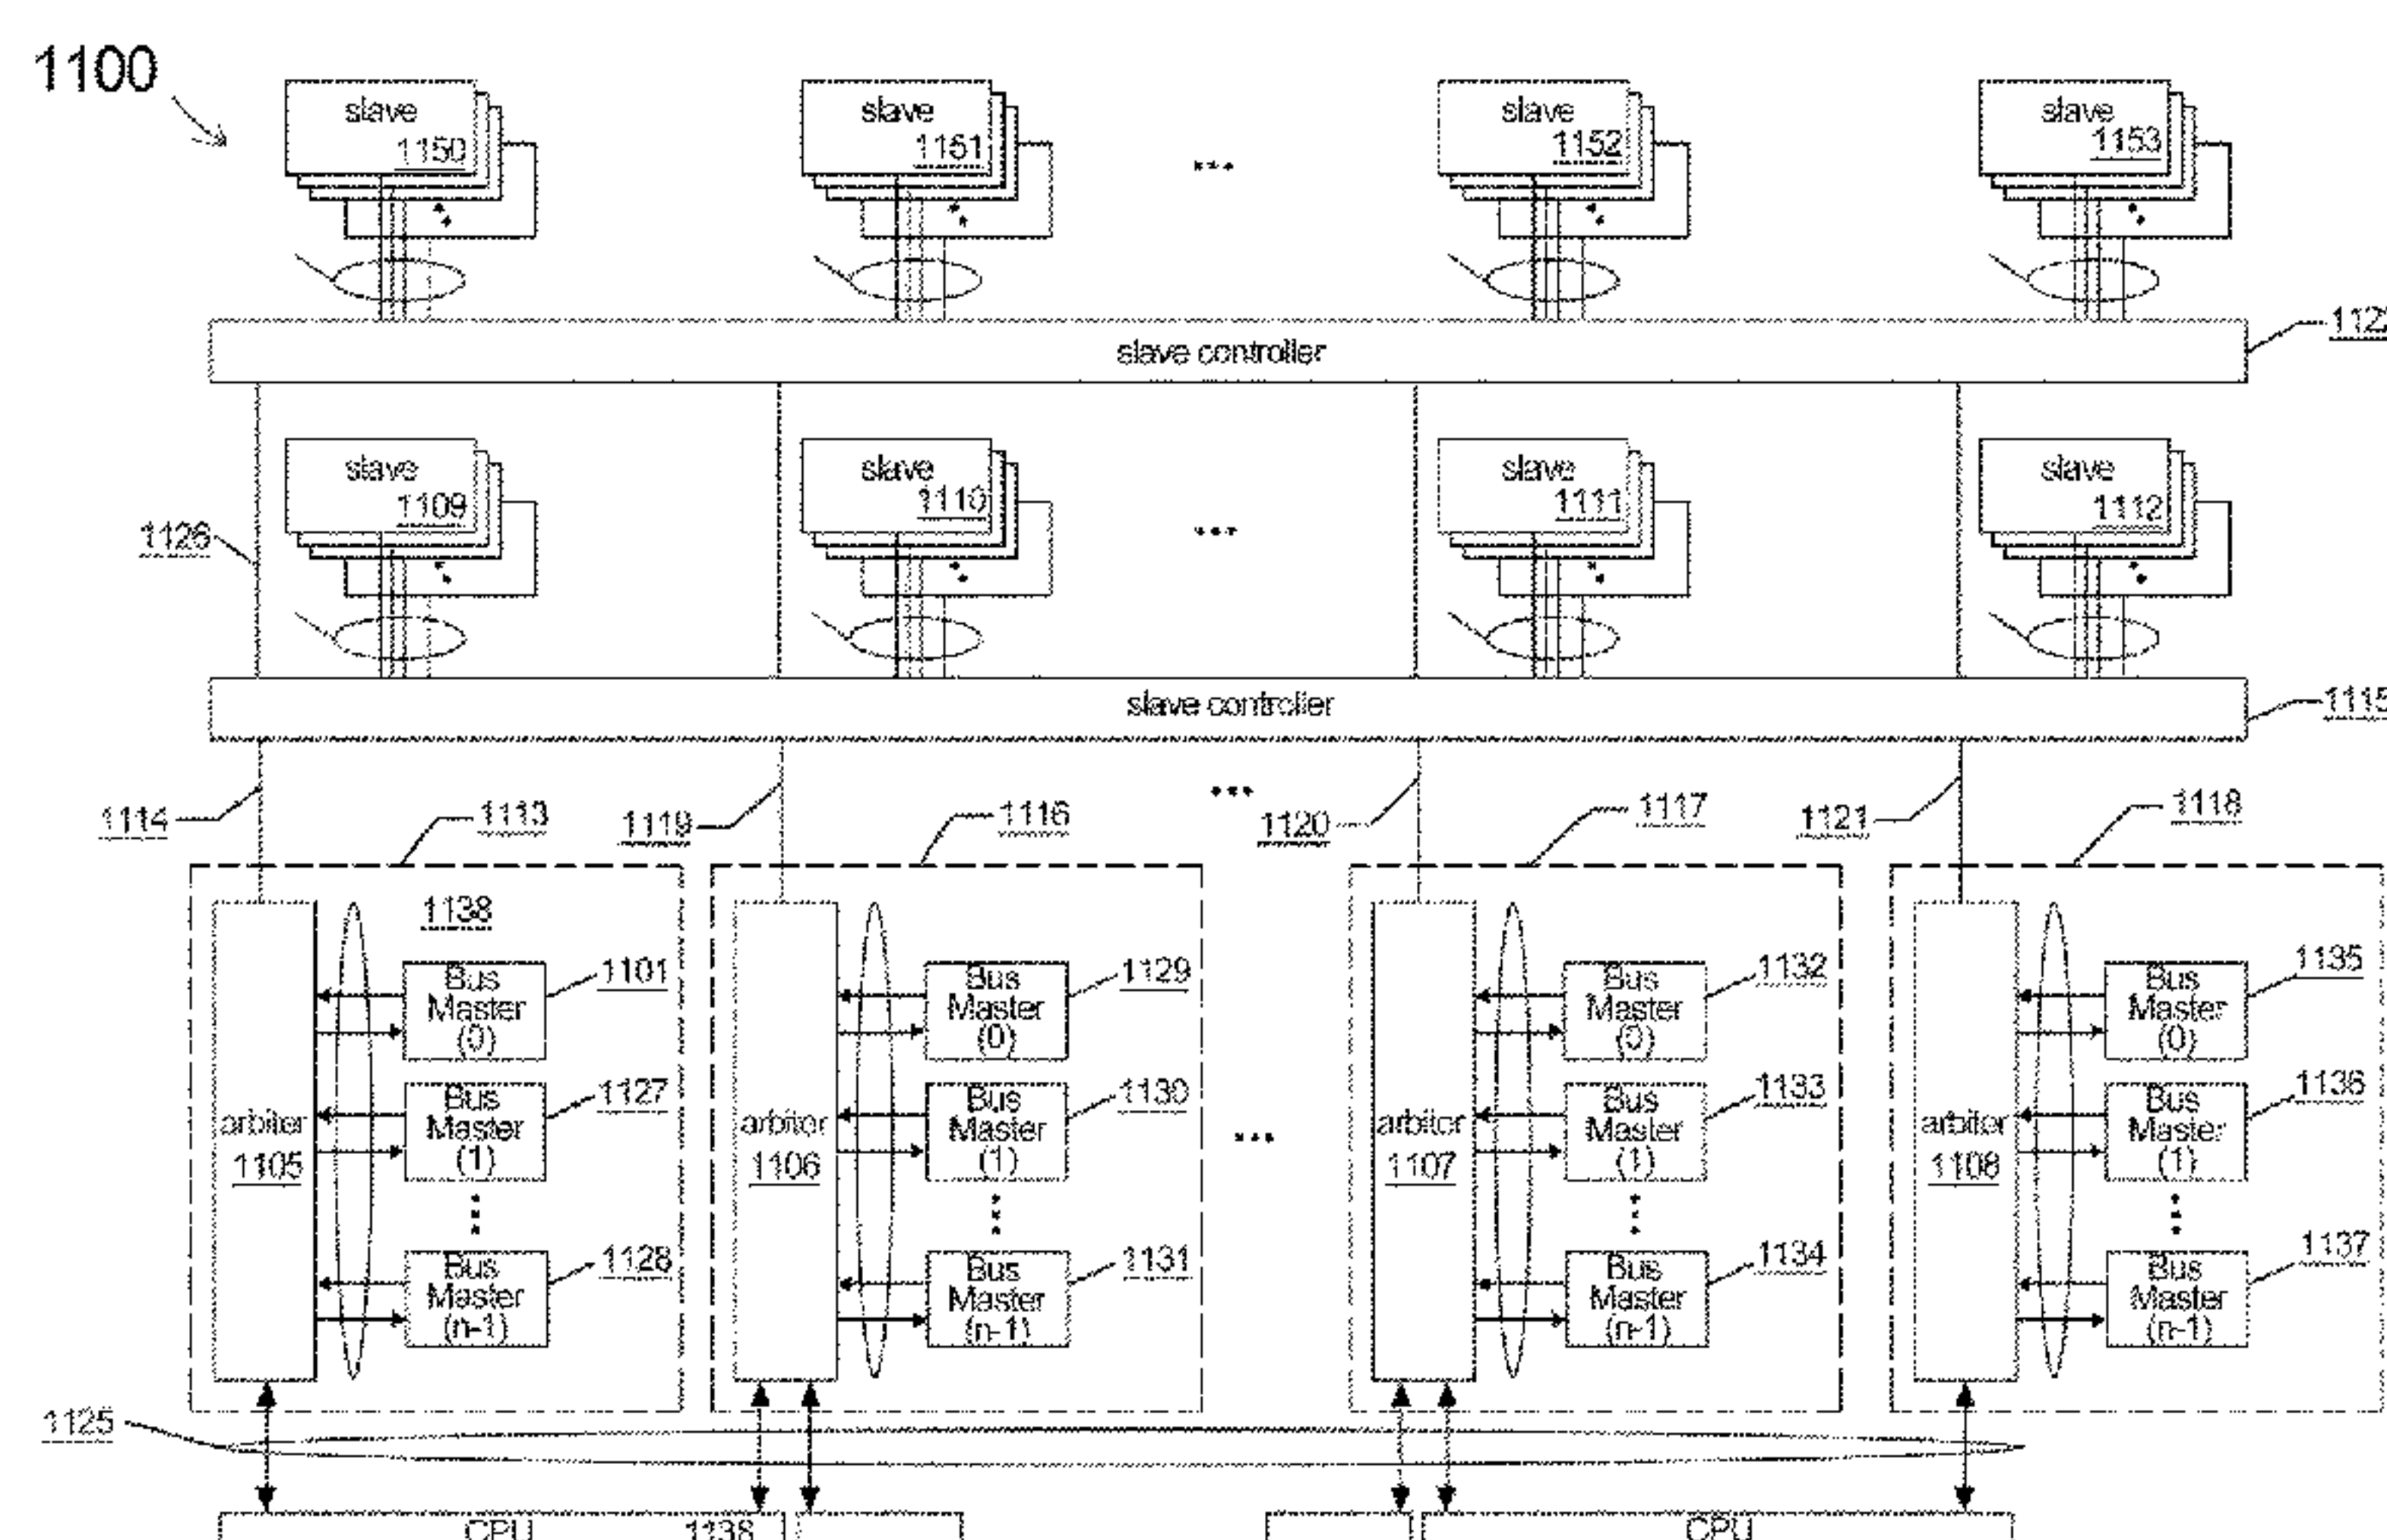 1100
slave slave slave slave
1150 1151 1152 1153
...
slave controller
slave slave slave slave
1109 1110 1111 1112
1126 ...
slave controller
1115
1114 1113 1119 1116 ... 1120 1117 1121 1118
1138
Bus Master (0) 1101 Bus Master (0) 1129 Bus Master (0) 1132 Bus Master (0) 1135
Bus Master (1) 1127 Bus Master (1) 1130 Bus Master (1) 1133 Bus Master (1) 1136
arbiter 1105 arbiter 1106 ... arbiter 1107 arbiter 1108
Bus Master (n-1) 1128 Bus Master (n-1) 1131 Bus Master (n-1) 1134 Bus Master (n-1) 1137
1125
CPU 1138 CPU